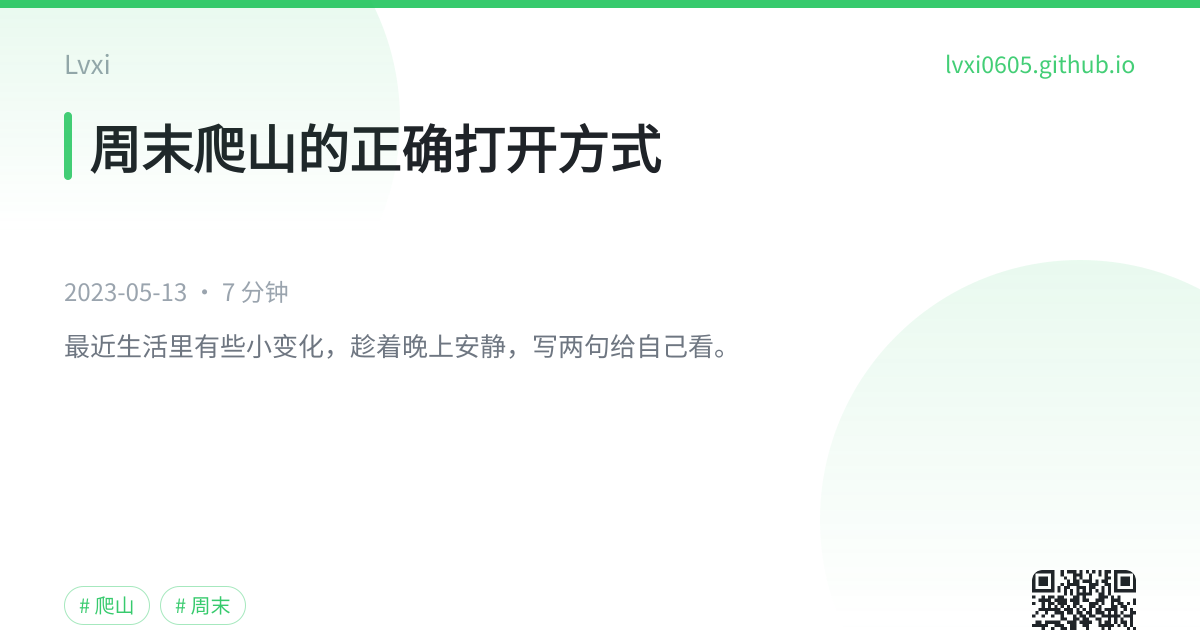 Lvxi
lvxi0605.github.io
周末爬山的正确打开方式
2023-05-13 · 7 分钟
最近生活里有些小变化，趁着晚上安静，写两句给自己看。
# 爬山
# 周末